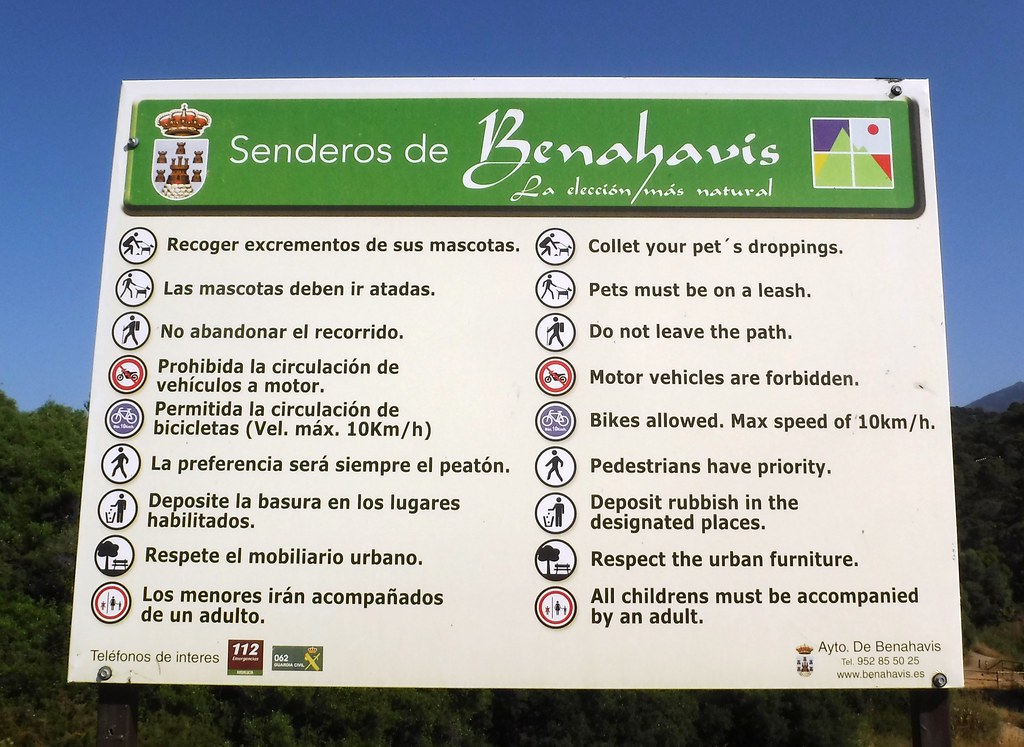 Senderos de Benahavis
La elección más natural
Recoger excrementos de sus mascotas.
Las mascotas deben ir atadas.
No abandonar el recorrido.
Prohibida la circulación de
vehículos a motor.
Permitida la circulación de
bicicletas (Vel. máx. 10Km/h)
La preferencia será siempre el peatón.
Deposite la basura en los lugares
habilitados.
Respete el mobiliario urbano.
Los menores irán acompañados
de un adulto.
Collet your pet´s droppings.
Pets must be on a leash.
Do not leave the path.
Motor vehicles are forbidden.
Bikes allowed. Max speed of 10km/h.
Pedestrians have priority.
Deposit rubbish in the
designated places.
Respect the urban furniture.
All childrens must be accompanied
by an adult.
Teléfonos de interes
112
Emergencias
062
GUARDIA CIVIL
Ayto. De Benahavis
Tel. 952 85 50 25
www.benahavis.es